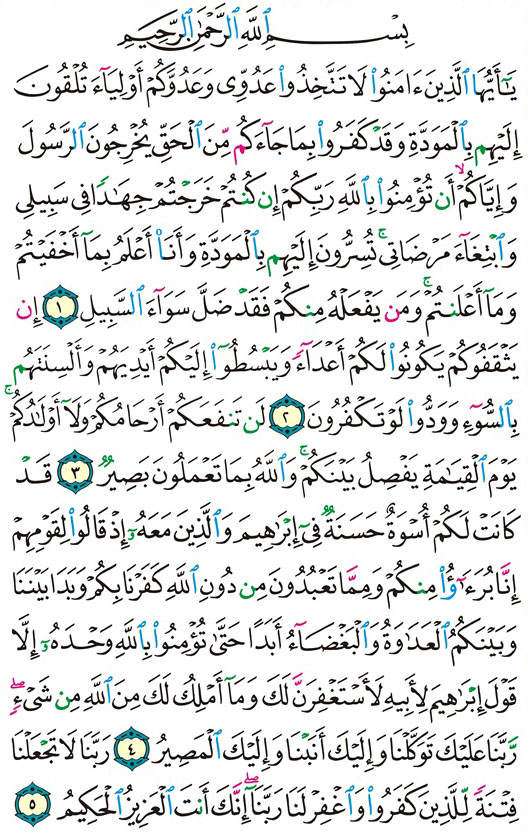 بِسْمِ ٱللَّهِ ٱلرَّحْمَٰنِ ٱلرَّحِيمِ
يَٰٓأَيُّهَا ٱلَّذِينَ ءَامَنُوا۟ لَا تَتَّخِذُوا۟ عَدُوِّى وَعَدُوَّكُمْ أَوْلِيَآءَ تُلْقُونَ
إِلَيْهِم بِٱلْمَوَدَّةِ وَقَدْ كَفَرُوا۟ بِمَا جَآءَكُم مِّنَ ٱلْحَقِّ يُخْرِجُونَ ٱلرَّسُولَ
وَإِيَّاكُمْ ۙ أَن تُؤْمِنُوا۟ بِٱللَّهِ رَبِّكُمْ إِن كُنتُمْ خَرَجْتُمْ جِهَٰدًا فِى سَبِيلِى
وَٱبْتِغَآءَ مَرْضَاتِى ۚ تُسِرُّونَ إِلَيْهِم بِٱلْمَوَدَّةِ وَأَنَا۠ أَعْلَمُ بِمَآ أَخْفَيْتُمْ
وَمَآ أَعْلَنتُمْ ۚ وَمَن يَفْعَلْهُ مِنكُمْ فَقَدْ ضَلَّ سَوَآءَ ٱلسَّبِيلِ ١ إِن
يَثْقَفُوكُمْ يَكُونُوا۟ لَكُمْ أَعْدَآءً وَيَبْسُطُوٓا۟ إِلَيْكُمْ أَيْدِيَهُمْ وَأَلْسِنَتَهُم
بِٱلسُّوٓءِ وَوَدُّوا۟ لَوْ تَكْفُرُونَ ٢ لَن تَنفَعَكُمْ أَرْحَامُكُمْ وَلَآ أَوْلَٰدُكُمْ ۚ
يَوْمَ ٱلْقِيَٰمَةِ يَفْصِلُ بَيْنَكُمْ ۚ وَٱللَّهُ بِمَا تَعْمَلُونَ بَصِيرٌ ٣ قَدْ
كَانَتْ لَكُمْ أُسْوَةٌ حَسَنَةٌ فِىٓ إِبْرَٰهِيمَ وَٱلَّذِينَ مَعَهُۥٓ إِذْ قَالُوا۟ لِقَوْمِهِمْ
إِنَّا بُرَءَٰٓؤُا۟ مِنكُمْ وَمِمَّا تَعْبُدُونَ مِن دُونِ ٱللَّهِ كَفَرْنَا بِكُمْ وَبَدَا بَيْنَنَا
وَبَيْنَكُمُ ٱلْعَدَٰوَةُ وَٱلْبَغْضَآءُ أَبَدًا حَتَّىٰ تُؤْمِنُوا۟ بِٱللَّهِ وَحْدَهُۥٓ إِلَّا
قَوْلَ إِبْرَٰهِيمَ لِأَبِيهِ لَأَسْتَغْفِرَنَّ لَكَ وَمَآ أَمْلِكُ لَكَ مِنَ ٱللَّهِ مِن شَىْءٍ ۖ
رَّبَّنَا عَلَيْكَ تَوَكَّلْنَا وَإِلَيْكَ أَنَبْنَا وَإِلَيْكَ ٱلْمَصِيرُ ٤ رَبَّنَا لَا تَجْعَلْنَا
فِتْنَةً لِّلَّذِينَ كَفَرُوا۟ وَٱغْفِرْ لَنَا رَبَّنَآ ۖ إِنَّكَ أَنتَ ٱلْعَزِيزُ ٱلْحَكِيمُ ٥